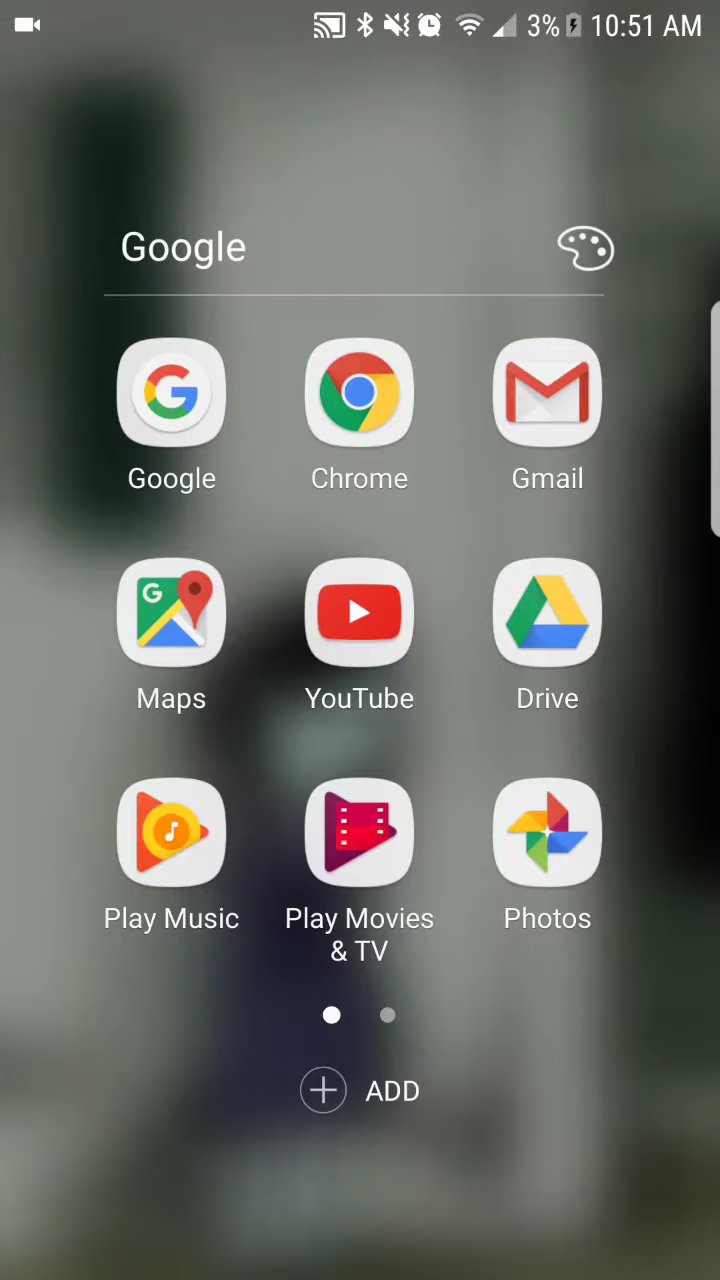 3% 10:51 AM
Google
Google Chrome Gmail
G
Maps YouTube Drive
Play Music Play Movies & TV Photos
ADD